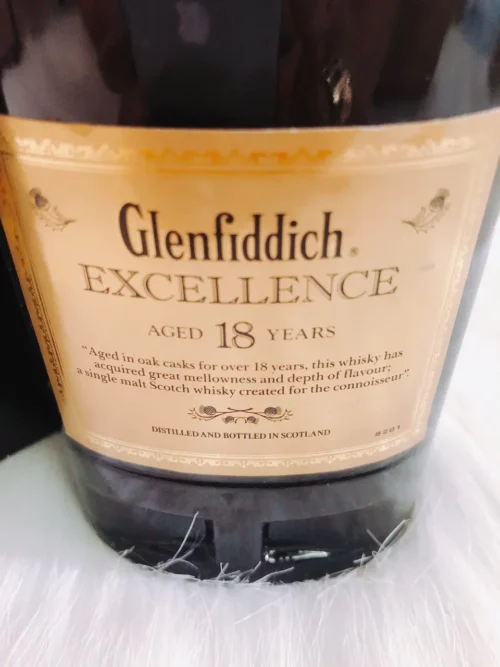 Glenfiddich®
EXCELLENCE
AGED 18 YEARS
"Aged in oak casks for over 18 years, this whisky has
acquired great mellowness and depth of flavour;
a single malt Scotch whisky created for the connoisseur".
DISTILLED AND BOTTLED IN SCOTLAND